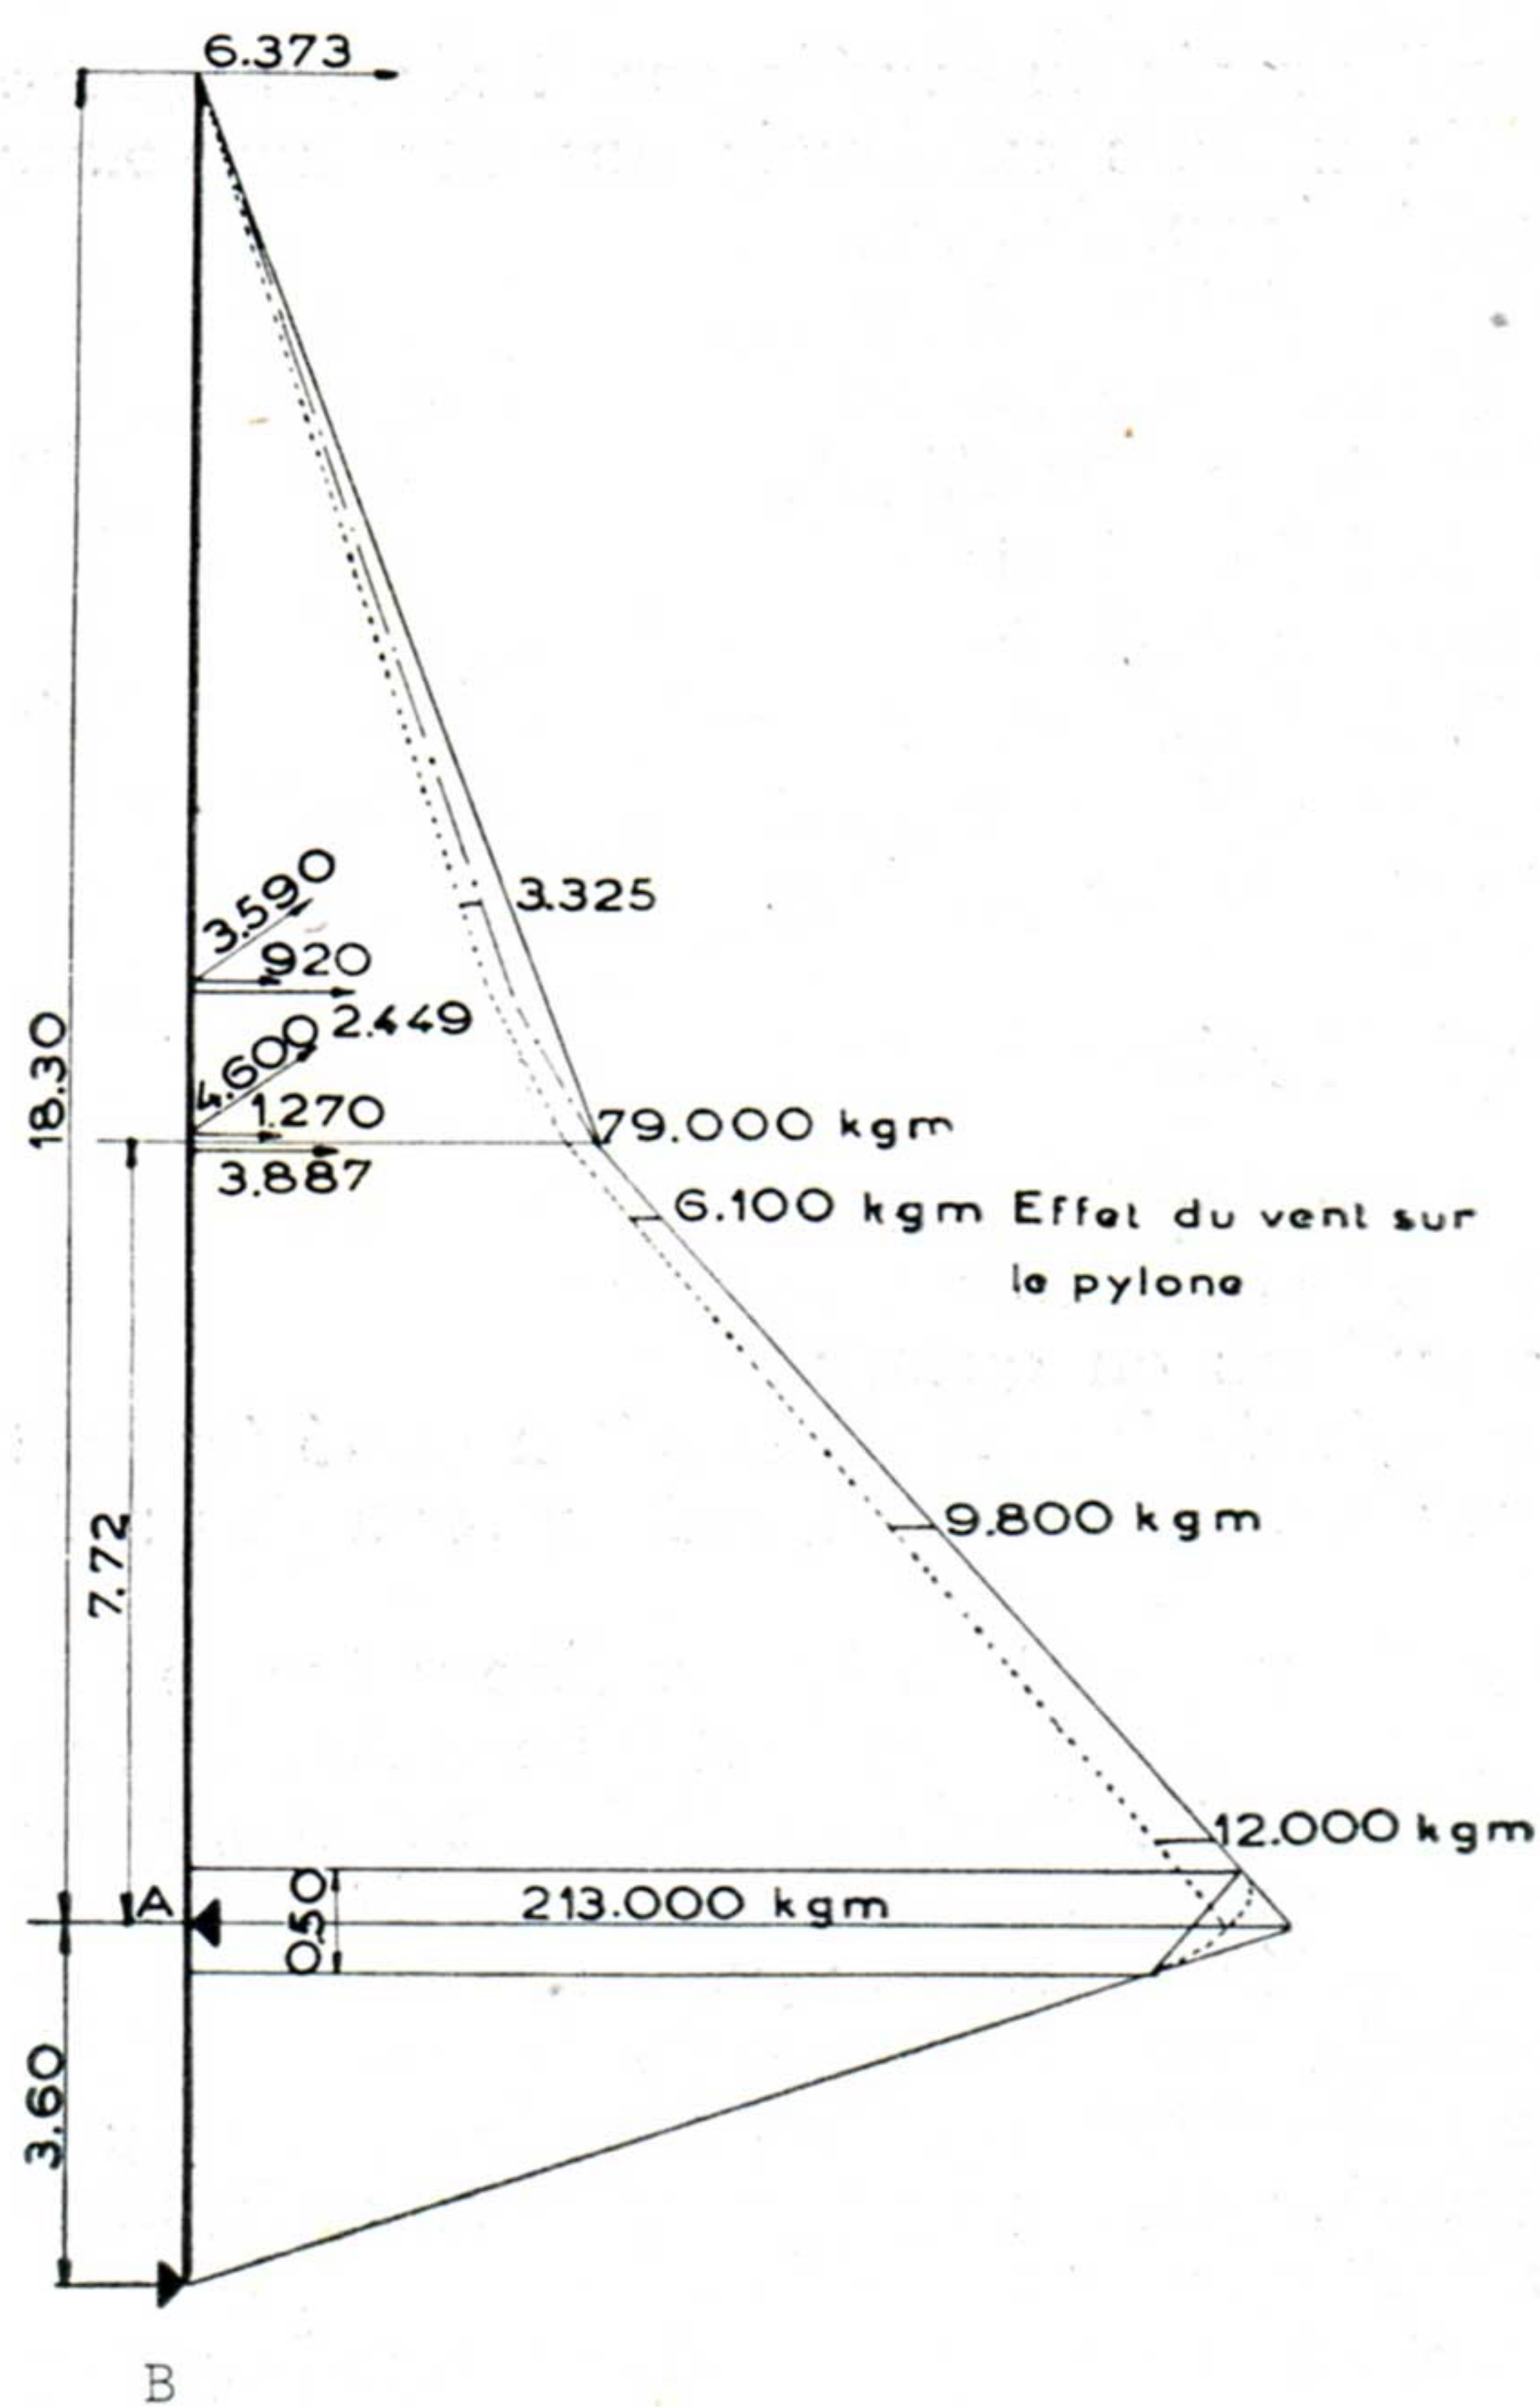 6.373
3.590
3.325
920
2.449
18.30
4.600
1.270
79.000 kgm
3.887
6.100 kgm Effet du vent sur
le pylone
7.72
9.800 kgm
12.000 kgm
A
0.50
213.000 kgm
3.60
B